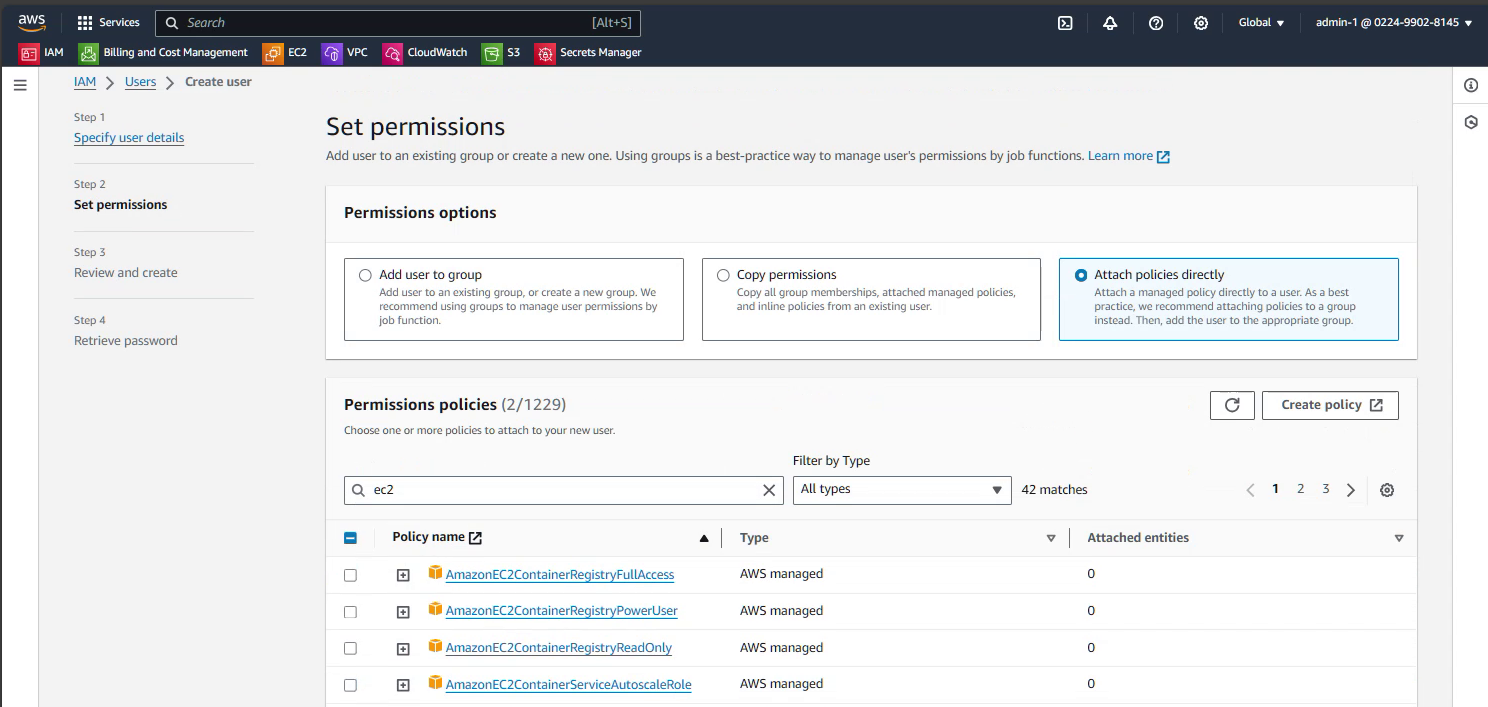 aws
Services
Search [Alt+S]
Global
admin-1 @ 0224-9902-8145
IAM
Billing and Cost Management
EC2
VPC
CloudWatch
S3
Secrets Manager
IAM
Users
Create user
Step 1
Specify user details
Step 2
Set permissions
Step 3
Review and create
Step 4
Retrieve password
Set permissions
Add user to an existing group or create a new one. Using groups is a best-practice way to manage user's permissions by job functions. Learn more
Permissions options
Add user to group
Add user to an existing group, or create a new group. We
recommend using groups to manage user permissions by
job function.
Copy permissions
Copy all group memberships, attached managed policies,
and inline policies from an existing user.
Attach policies directly
Attach a managed policy directly to a user. As a best
practice, we recommend attaching policies to a group
instead. Then, add the user to the appropriate group.
Permissions policies (2/1229)
Choose one or more policies to attach to your new user.
Create policy
Filter by Type
ec2
All types
42 matches
1 2 3
Policy name
Type
Attached entities
AmazonEC2ContainerRegistryFullAccess AWS managed 0
AmazonEC2ContainerRegistryPowerUser AWS managed 0
AmazonEC2ContainerRegistryReadOnly AWS managed 0
AmazonEC2ContainerServiceAutoscaleRole AWS managed 0